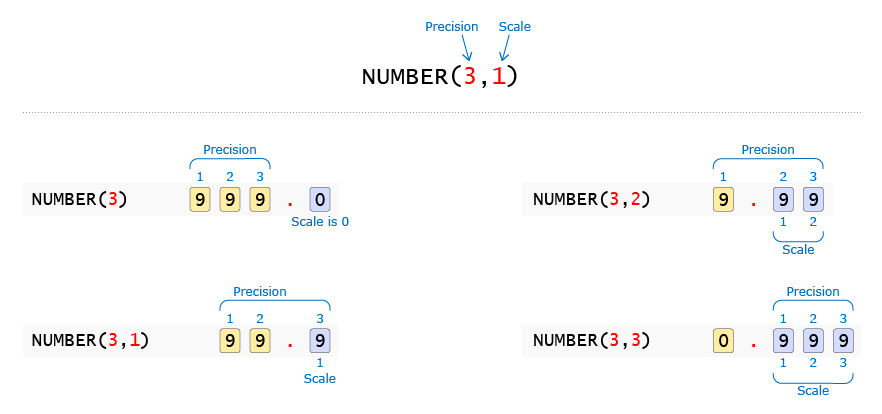 Precision Scale
NUMBER(3,1)
Precision
1 2 3
NUMBER(3) 9 9 9 . 0
Scale is 0
Precision
1 2 3
NUMBER(3,2) 9 . 9 9
1 2
Scale
Precision
1 2 3
NUMBER(3,1) 9 9 . 9
1
Scale
Precision
1 2 3
NUMBER(3,3) 0 . 9 9 9
1 2 3
Scale